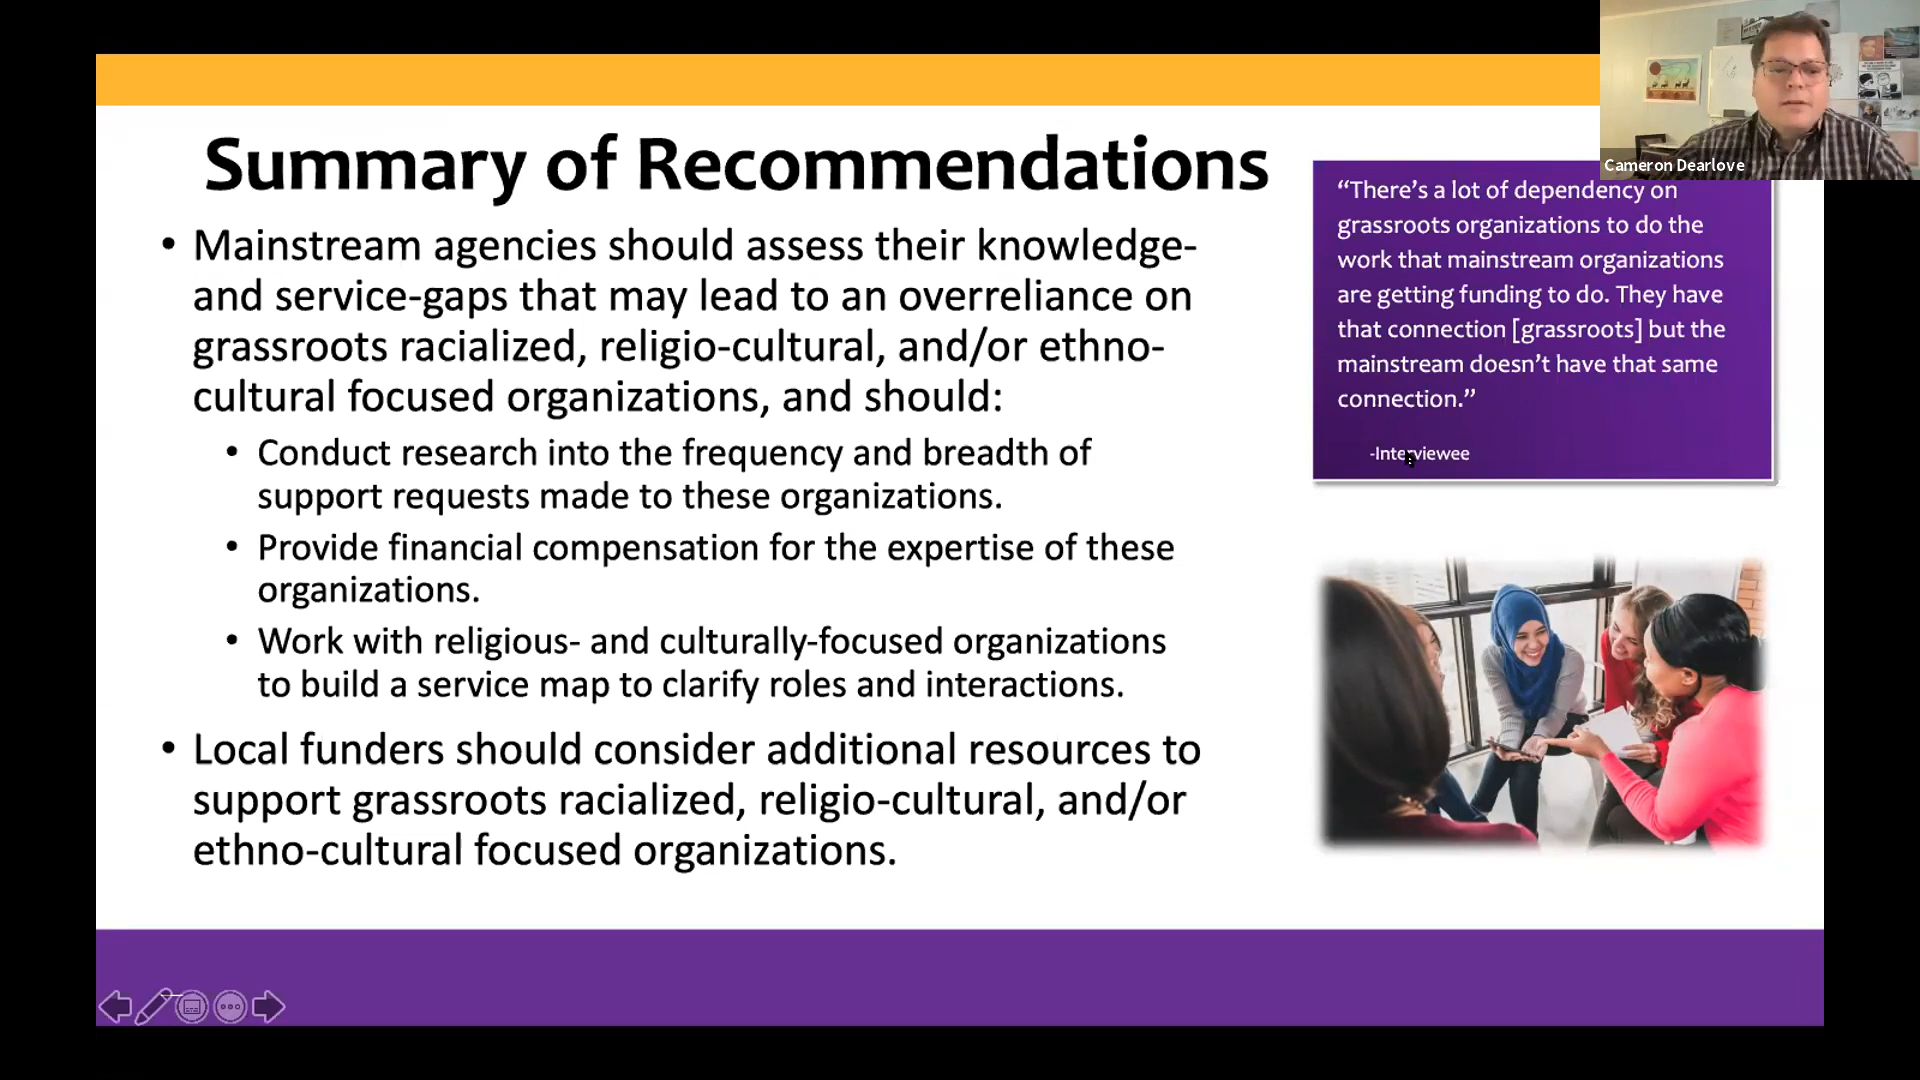 Summary of Recommendations
• Mainstream agencies should assess their knowledge-
and service-gaps that may lead to an overreliance on
grassroots racialized, religio-cultural, and/or ethno-
cultural focused organizations, and should:
• Conduct research into the frequency and breadth of
support requests made to these organizations.
• Provide financial compensation for the expertise of these
organizations.
• Work with religious- and culturally-focused organizations
to build a service map to clarify roles and interactions.
• Local funders should consider additional resources to
support grassroots racialized, religio-cultural, and/or
ethno-cultural focused organizations.
Cameron Dearlove
“There’s a lot of dependency on
grassroots organizations to do the
work that mainstream organizations
are getting funding to do. They have
that connection [grassroots] but the
mainstream doesn’t have that same
connection.”
-Interviewee